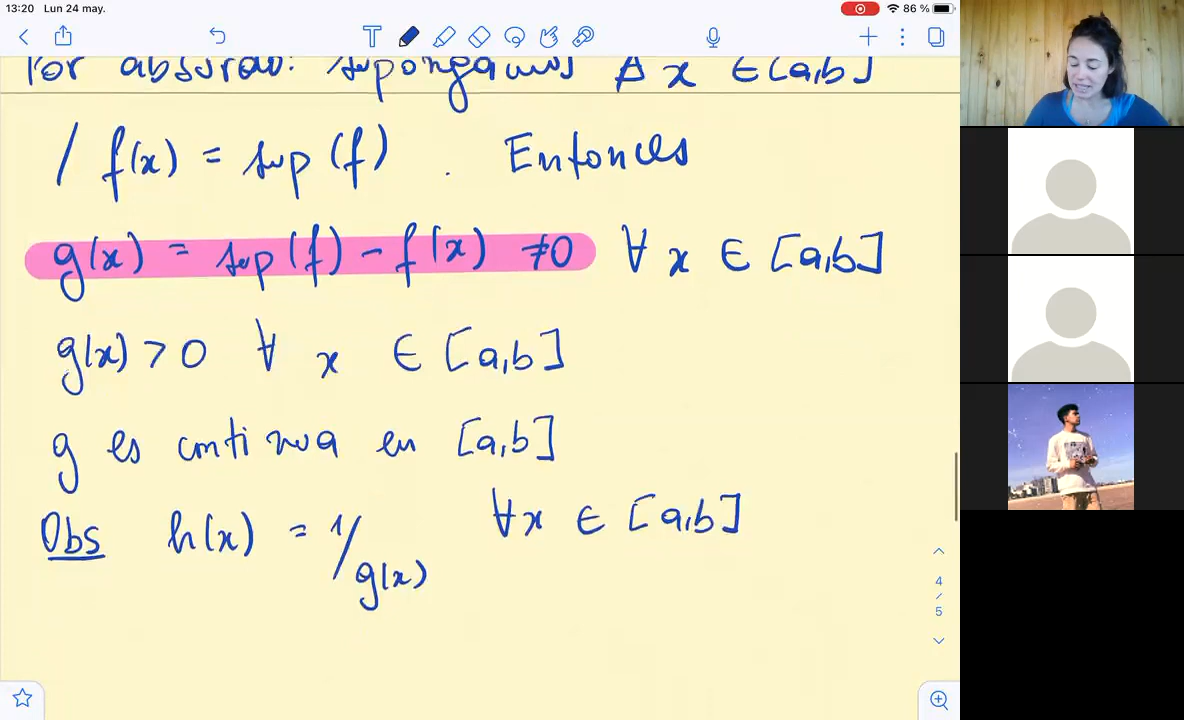 13:20 Lun 24 may. 86 %
T
Por absurdo: supongamos ∄ x ∈ [a,b]
/ f(x) = sup (f) . Entonces
g(x) = sup (f) - f(x) ≠0 ∀ x ∈ [a,b]
g(x) > 0 ∀ x ∈ [a,b]
g es continua en [a,b]
Obs h(x) = 1/g(x) ∀x ∈ [a,b]
4
/
5